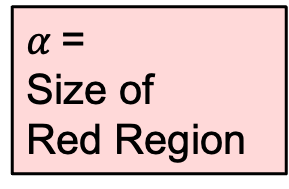 𝛼 =
Size of
Red Region